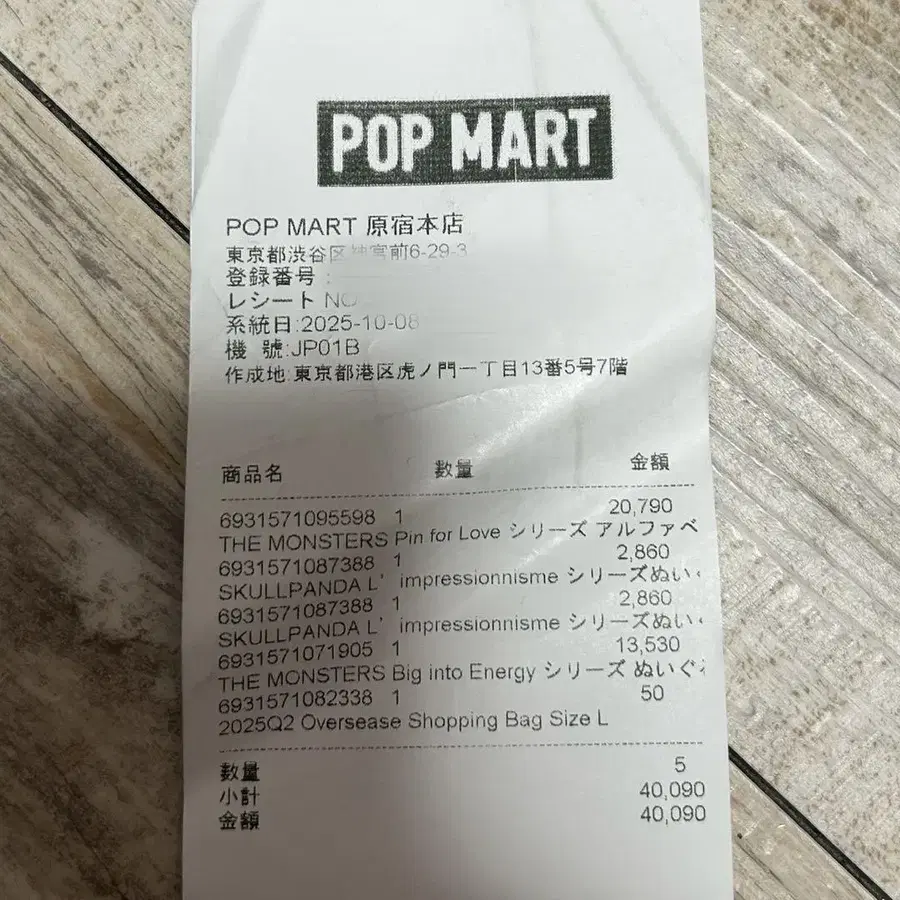 POP MART
POP MART 原宿本店
東京都渋谷区神宮前6-29-3
登録番号:
レシート NO
系統日:2025-10-08
機 號:JP01B
作成地:東京都港区虎ノ門一丁目13番5号7階
商品名 数量 金額
6931571095598 1 20,790
THE MONSTERS Pin for Love シリーズ アルファベ
6931571087388 1 2,860
SKULLPANDA L' impressionnisme シリーズぬい
6931571087388 1 2,860
SKULLPANDA L' impressionnisme シリーズぬい
6931571071905 1 13,530
THE MONSTERS Big into Energy シリーズ ぬいぐ
6931571082338 1 50
2025Q2 Oversease Shopping Bag Size L
数量 5
小計 40,090
金額 40,090